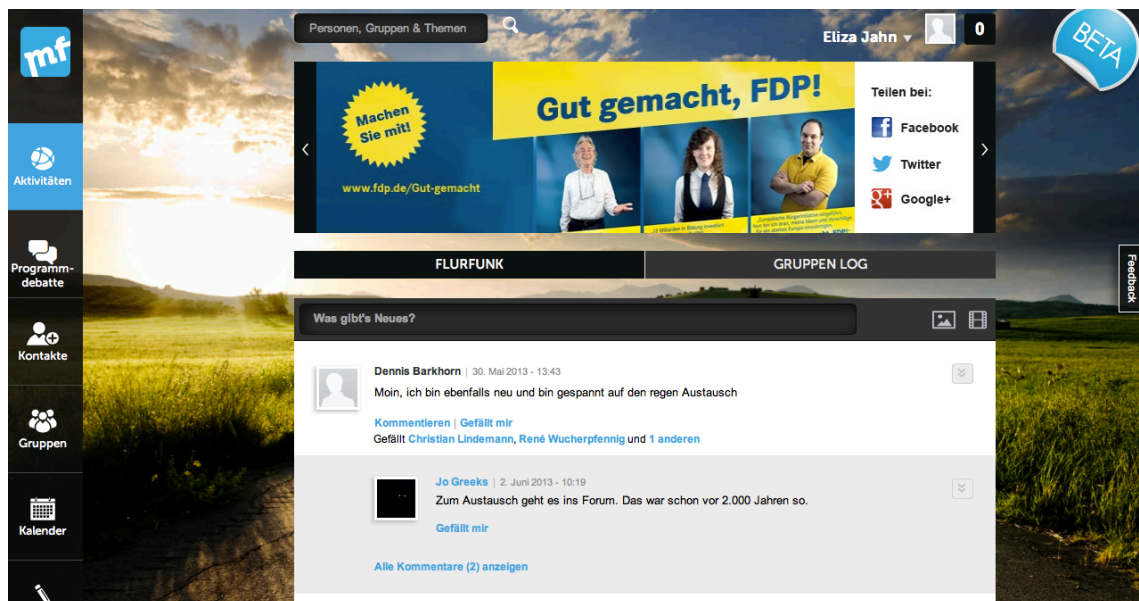 mf
Personen, Gruppen & Themen
Eliza Jahn
0
BETA
Machen
Sie mit!
www.fdp.de/Gut-gemacht
Gut gemacht, FDP!
Teilen bei:
Facebook
Twitter
Google+
Aktivitäten
Programm-
debatte
Kontakte
Gruppen
Kalender
FLURFUNK
GRUPPEN LOG
Feedback
Was gibt's Neues?
Dennis Barkhorn | 30. Mai 2013 - 13:43
Moin, ich bin ebenfalls neu und bin gespannt auf den regen Austausch
Kommentieren | Gefällt mir
Gefällt Christian Lindemann, René Wucherpfennig und 1 anderen
Jo Greeks | 2. Juni 2013 - 10:19
Zum Austausch geht es ins Forum. Das war schon vor 2.000 Jahren so.
Gefällt mir
Alle Kommentare (2) anzeigen